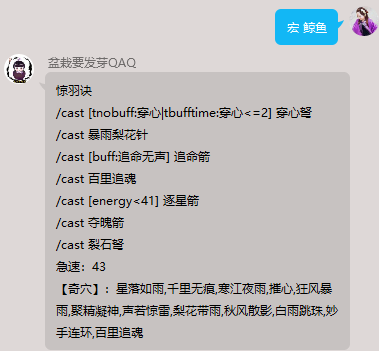 宏 鲸鱼
盆栽要发芽QAQ
惊羽诀
/cast [tnobuff:穿心|tbufftime:穿心<=2] 穿心弩
/cast 暴雨梨花针
/cast [buff:追命无声] 追命箭
/cast 百里追魂
/cast [energy<41] 逐星箭
/cast 夺魄箭
/cast 裂石弩
急速：43
【奇穴】：星落如雨,千里无痕,寒江夜雨,摧心,狂风暴
雨,聚精凝神,声若惊雷,梨花带雨,秋风散影,白雨跳珠,妙
手连环,百里追魂